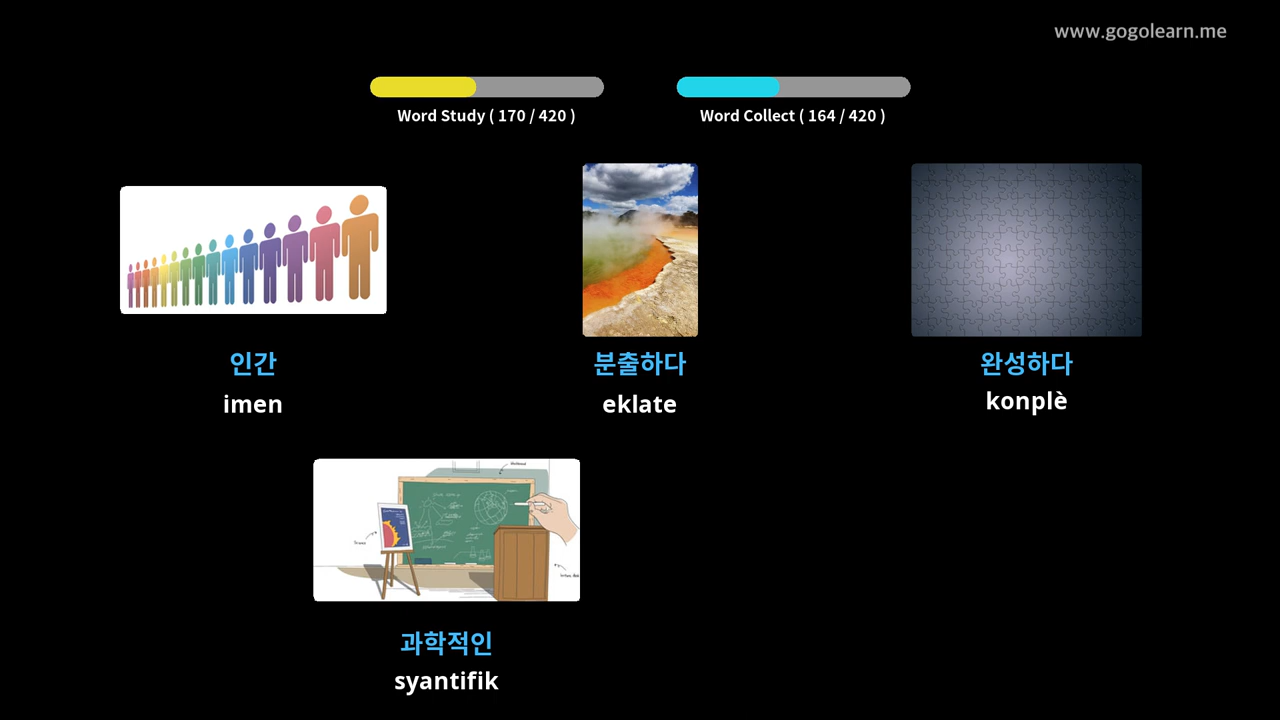 www.gogolearn.me
Word Study ( 170 / 420 )
Word Collect ( 164 / 420 )
인간
imen
분출하다
eklate
완성하다
konplè
과학적인
syantifik